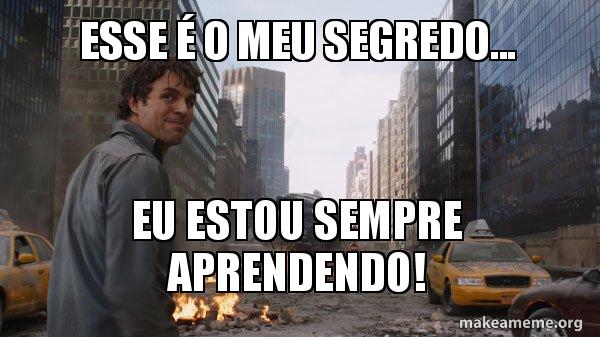 ESSE É O MEU SEGREDO...
EU ESTOU SEMPRE
APRENDENDO!
makeameme.org